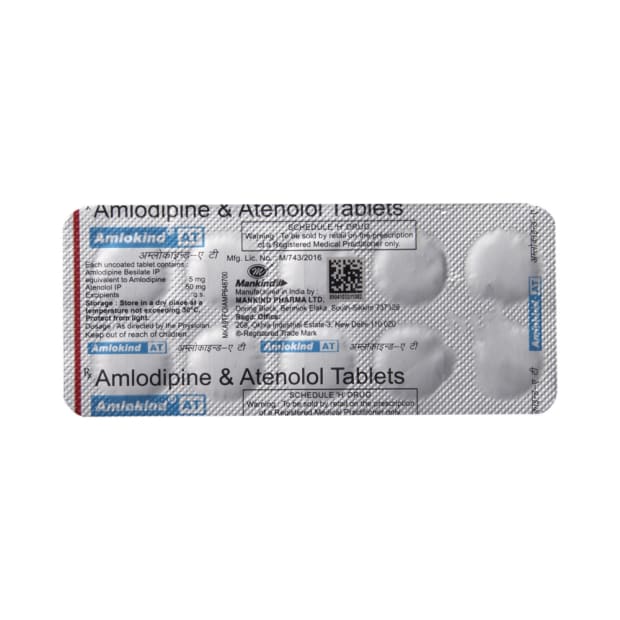 Amlodipine & Atenolol Tablets
Amlokind AT
अम्लोकाइन्ड-ए टी
Each uncoated tablet contains :
Amlodipine Besilate IP
equivalent to Amlodipine 5 mg
Atenolol IP 50 mg
Excipients q.s.
Storage : Store in a dry place at a
temperature not exceeding 30°C.
Protect from light.
Dosage : As directed by the Physician.
Keep out of reach of children.
SCHEDULE 'H' DRUG
Warning : To be sold by retail on the prescription
of a Registered Medical Practitioner only.
Mfg. Lic. No. : M/743/2016
Mankind
Manufactured in India by :
MANKIND PHARMA LTD.
Regd. Office:
208, Okhla Industrial Estate-3, New Delhi-110 020
®-Registered Trade Mark
Amlokind AT
अम्लोकाइन्ड-ए टी
Amlokind AT
अम्लोकाइन्ड-ए टी
Rx Amlodipine & Atenolol Tablets
Amlokind AT
SCHEDULE 'H' DRUG
Warning : To be sold by retail on the prescription
of a Registered Medical Practitioner only.
Amlokind